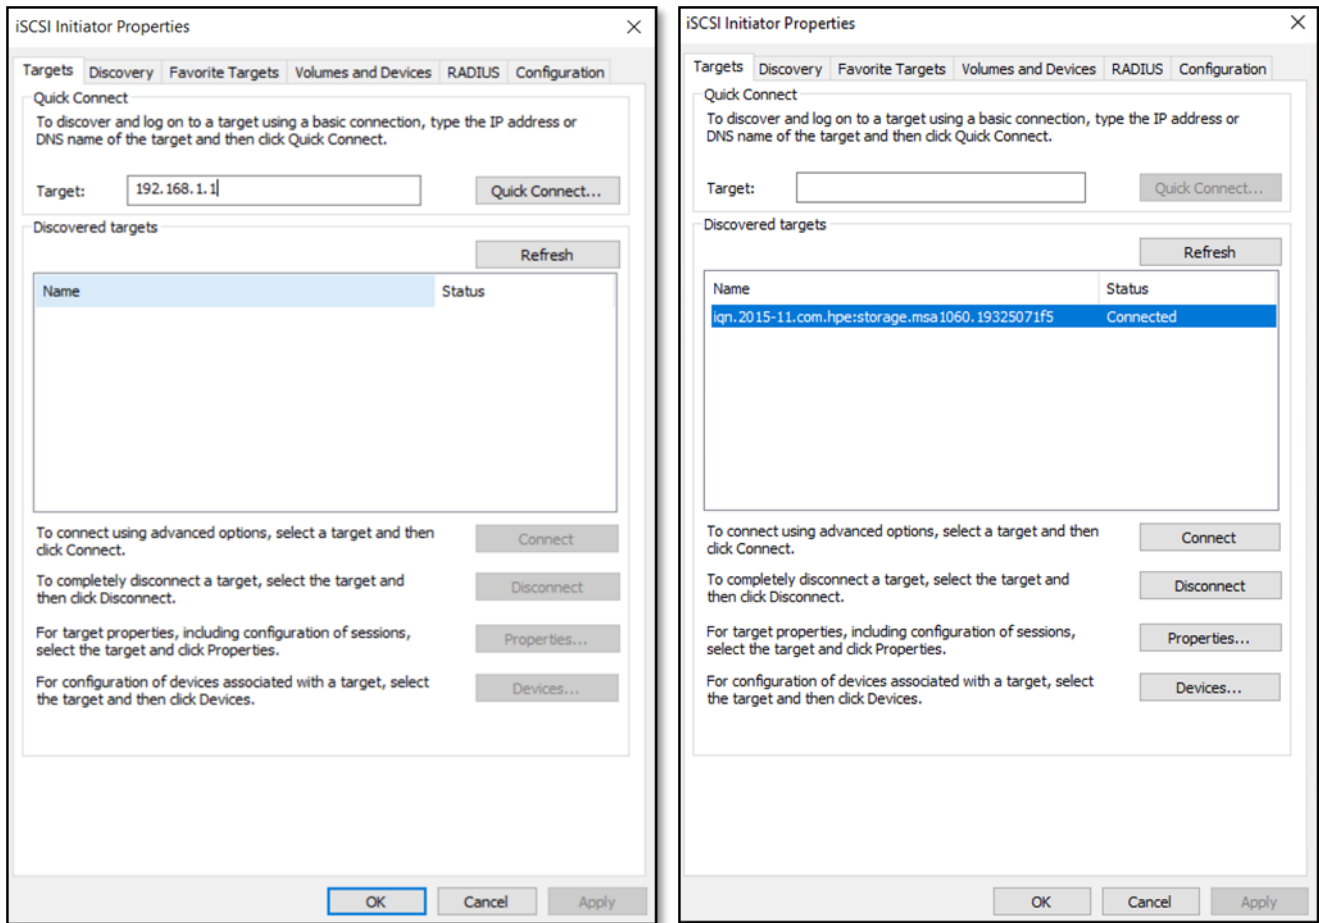 iSCSI Initiator Properties
Targets Discovery Favorite Targets Volumes and Devices RADIUS Configuration
Quick Connect
To discover and log on to a target using a basic connection, type the IP address or
DNS name of the target and then click Quick Connect.
Target: 192.168.1.1 Quick Connect...
Discovered targets
Refresh
Name Status
To connect using advanced options, select a target and then
click Connect.
Connect
To completely disconnect a target, select the target and
then click Disconnect.
Disconnect
For target properties, including configuration of sessions,
select the target and click Properties.
Properties...
For configuration of devices associated with a target, select
the target and then click Devices.
Devices...
OK Cancel Apply
iSCSI Initiator Properties
Targets Discovery Favorite Targets Volumes and Devices RADIUS Configuration
Quick Connect
To discover and log on to a target using a basic connection, type the IP address or
DNS name of the target and then click Quick Connect.
Target: Quick Connect...
Discovered targets
Refresh
Name Status
iqn.2015-11.com.hpe:storage.msa1060.19325071f5 Connected
To connect using advanced options, select a target and then
click Connect.
Connect
To completely disconnect a target, select the target and
then click Disconnect.
Disconnect
For target properties, including configuration of sessions,
select the target and click Properties.
Properties...
For configuration of devices associated with a target, select
the target and then click Devices.
Devices...
OK Cancel Apply